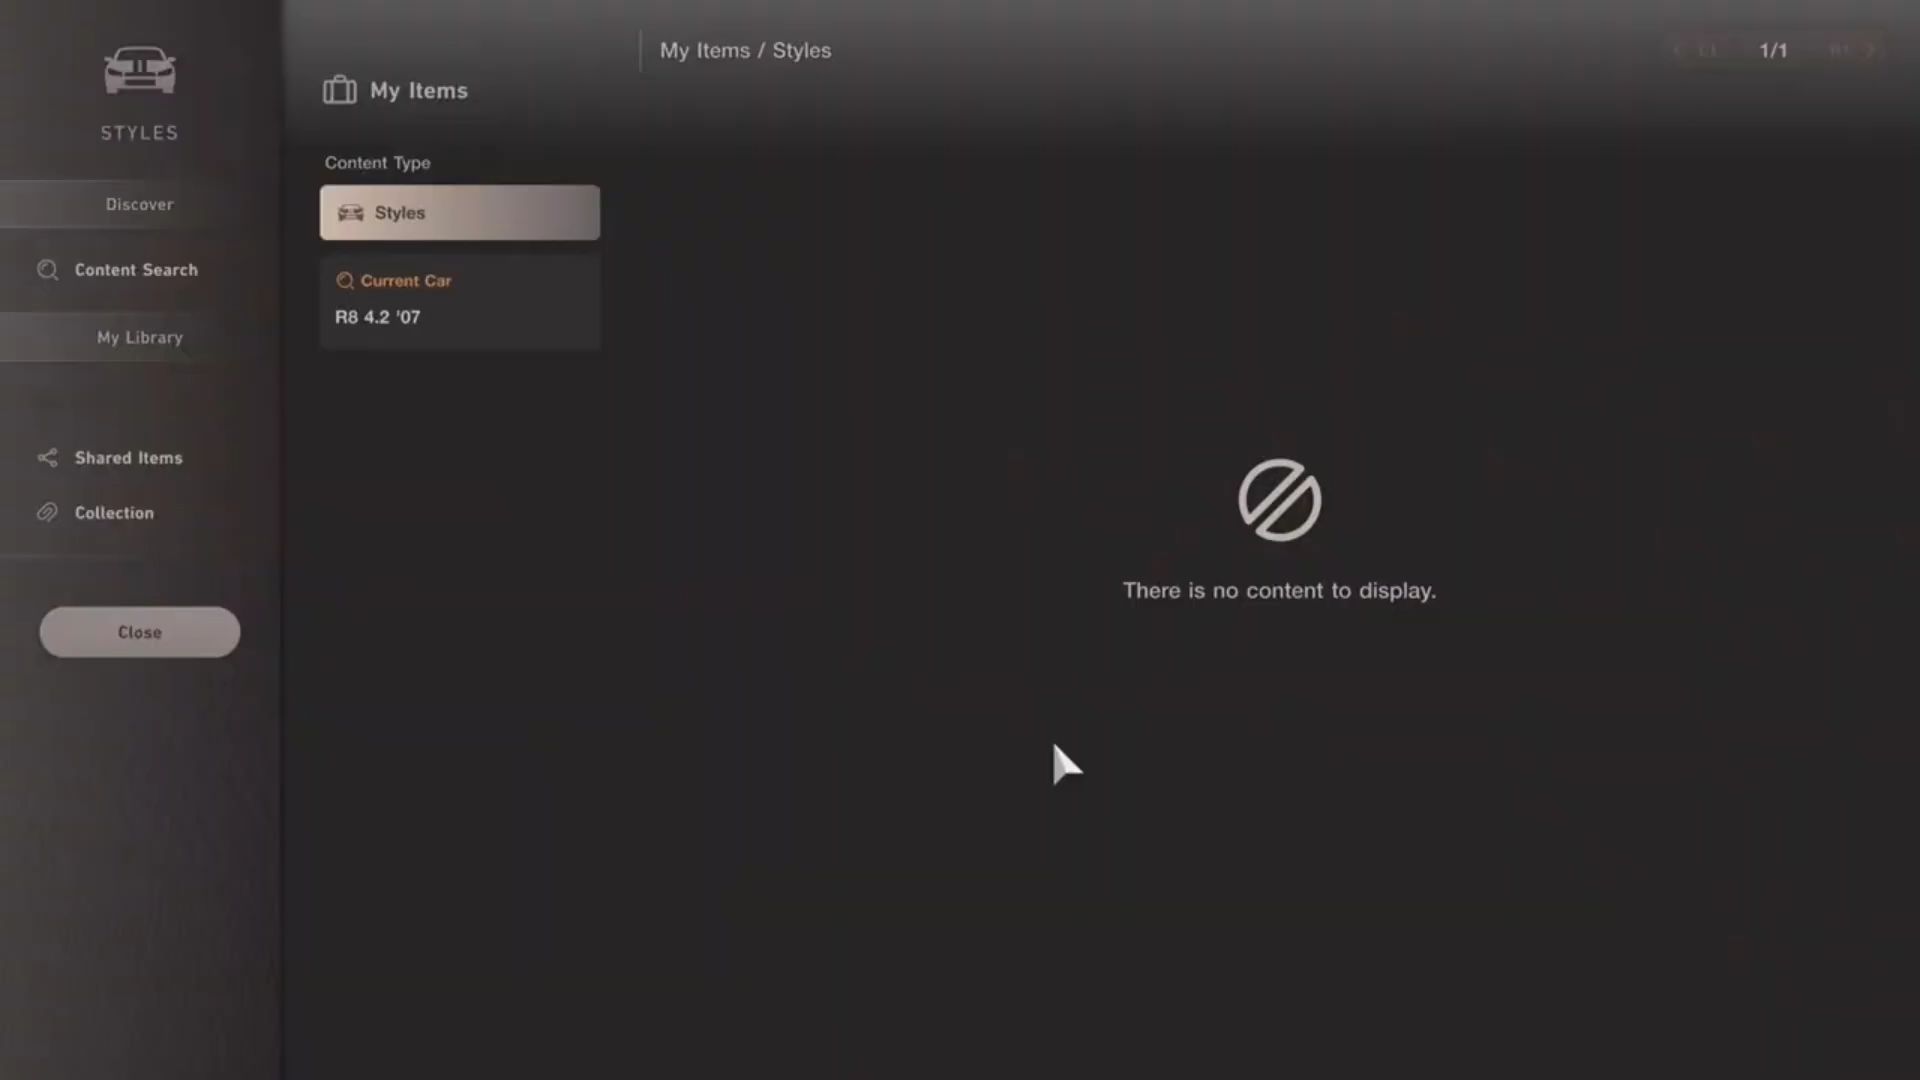 STYLES
Discover
Content Search
My Library
Shared Items
Collection
Close
My Items
Content Type
Styles
Current Car
R8 4.2 '07
My Items / Styles
1/1
There is no content to display.